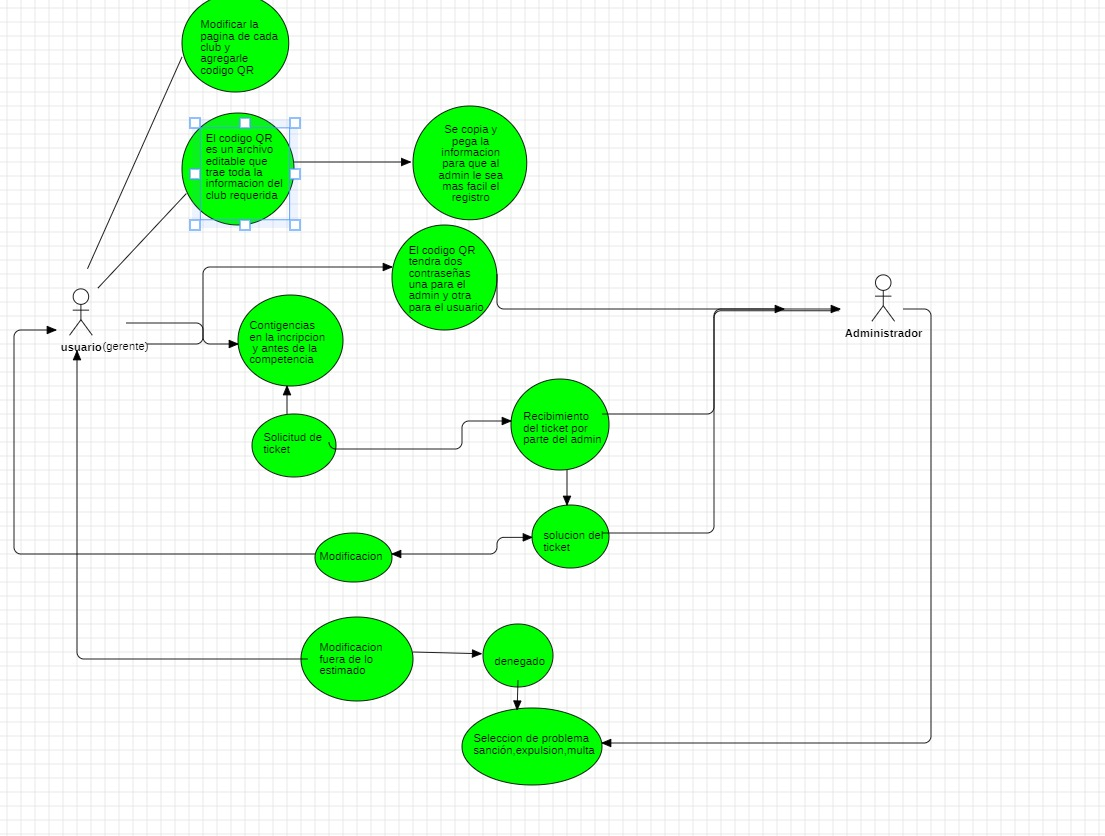 Modificar la
pagina de cada
club y
agregarle
codigo QR
El codigo QR
es un archivo
editable que
trae toda la
informacion del
club requerida
Se copia y
pega la
informacion
para que al
admin le sea
mas facil el
registro
El codigo QR
tendra dos
contraseñas
una para el
admin y otra
para el usuario
usuario(gerente)
Administrador
Contigencias
en la incripcion
y antes de la
competencia
Solicitud de
ticket
Recibimiento
del ticket por
parte del admin
solucion del
ticket
Modificacion
Modificacion
fuera de lo
estimado
denegado
Seleccion de problema
sanción,expulsion,multa